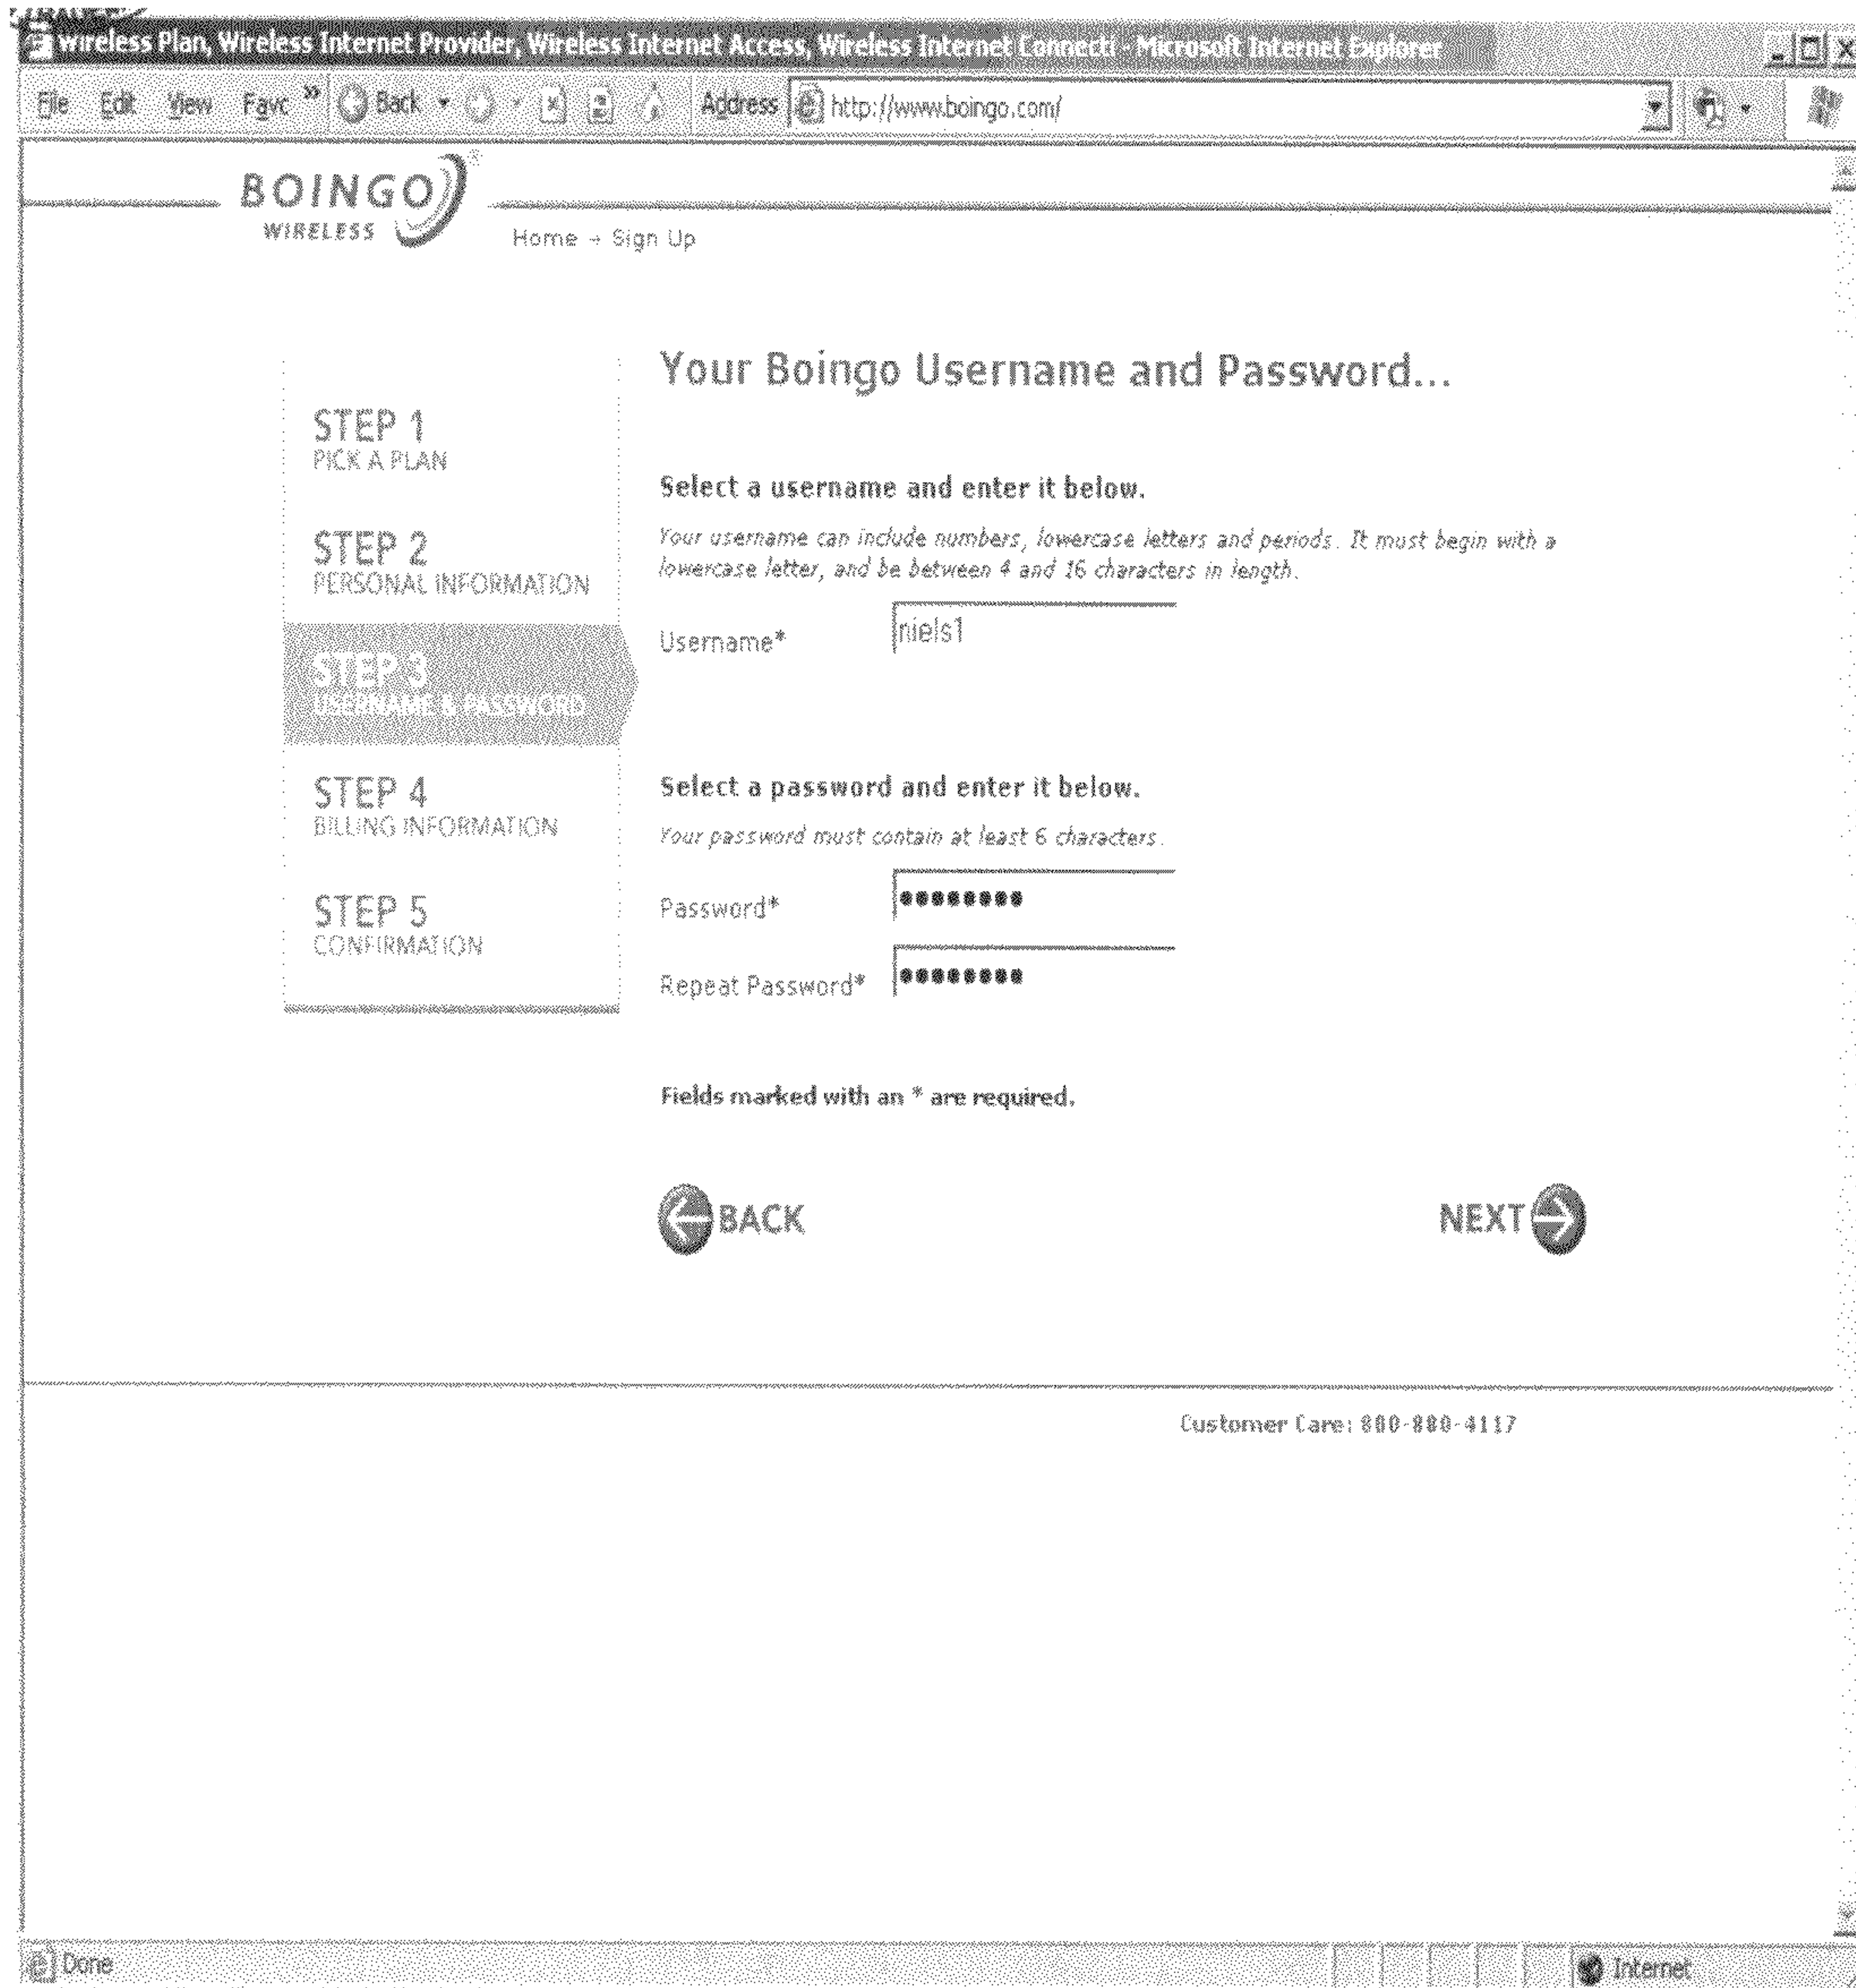 wireless Plan, Wireless Internet Provider, Wireless Internet Access, Wireless Internet Connecti - Microsoft Internet Explorer
File Edit View Favc » Back Address http://www.boingo.com/
BOINGO®
WIRELESS
Home → Sign Up
Your Boingo Username and Password...
STEP 1
PICK A PLAN
Select a username and enter it below.
Your username can include numbers, lowercase letters and periods. It must begin with a
lowercase letter, and be between 4 and 16 characters in length.
STEP 2
PERSONAL INFORMATION
Username* niels1
STEP 3
USERNAME & PASSWORD
Select a password and enter it below.
Your password must contain at least 6 characters.
STEP 4
BILLING INFORMATION
Password* ••••••••
STEP 5
CONFIRMATION
Repeat Password* ••••••••
Fields marked with an * are required.
BACK NEXT
Customer Care: 800-880-4117
Done Internet